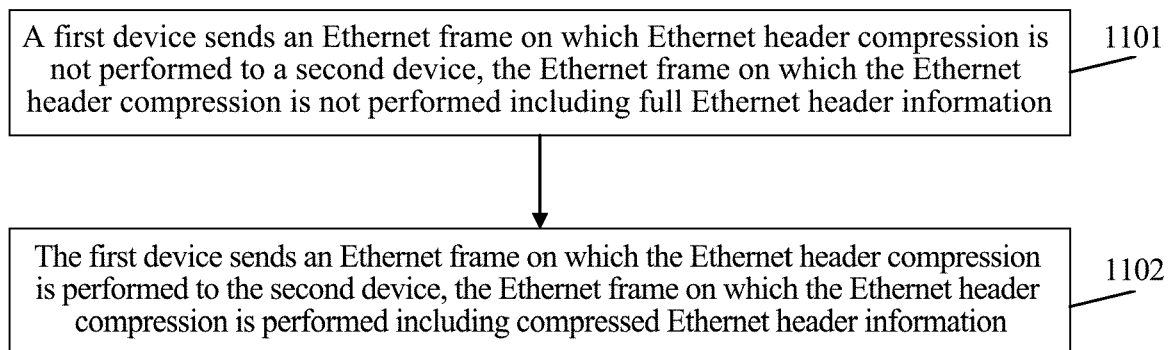 A first device sends an Ethernet frame on which Ethernet header compression is
not performed to a second device, the Ethernet frame on which the Ethernet
header compression is not performed including full Ethernet header information
1101
The first device sends an Ethernet frame on which the Ethernet header compression
is performed to the second device, the Ethernet frame on which the Ethernet header
compression is performed including compressed Ethernet header information
1102